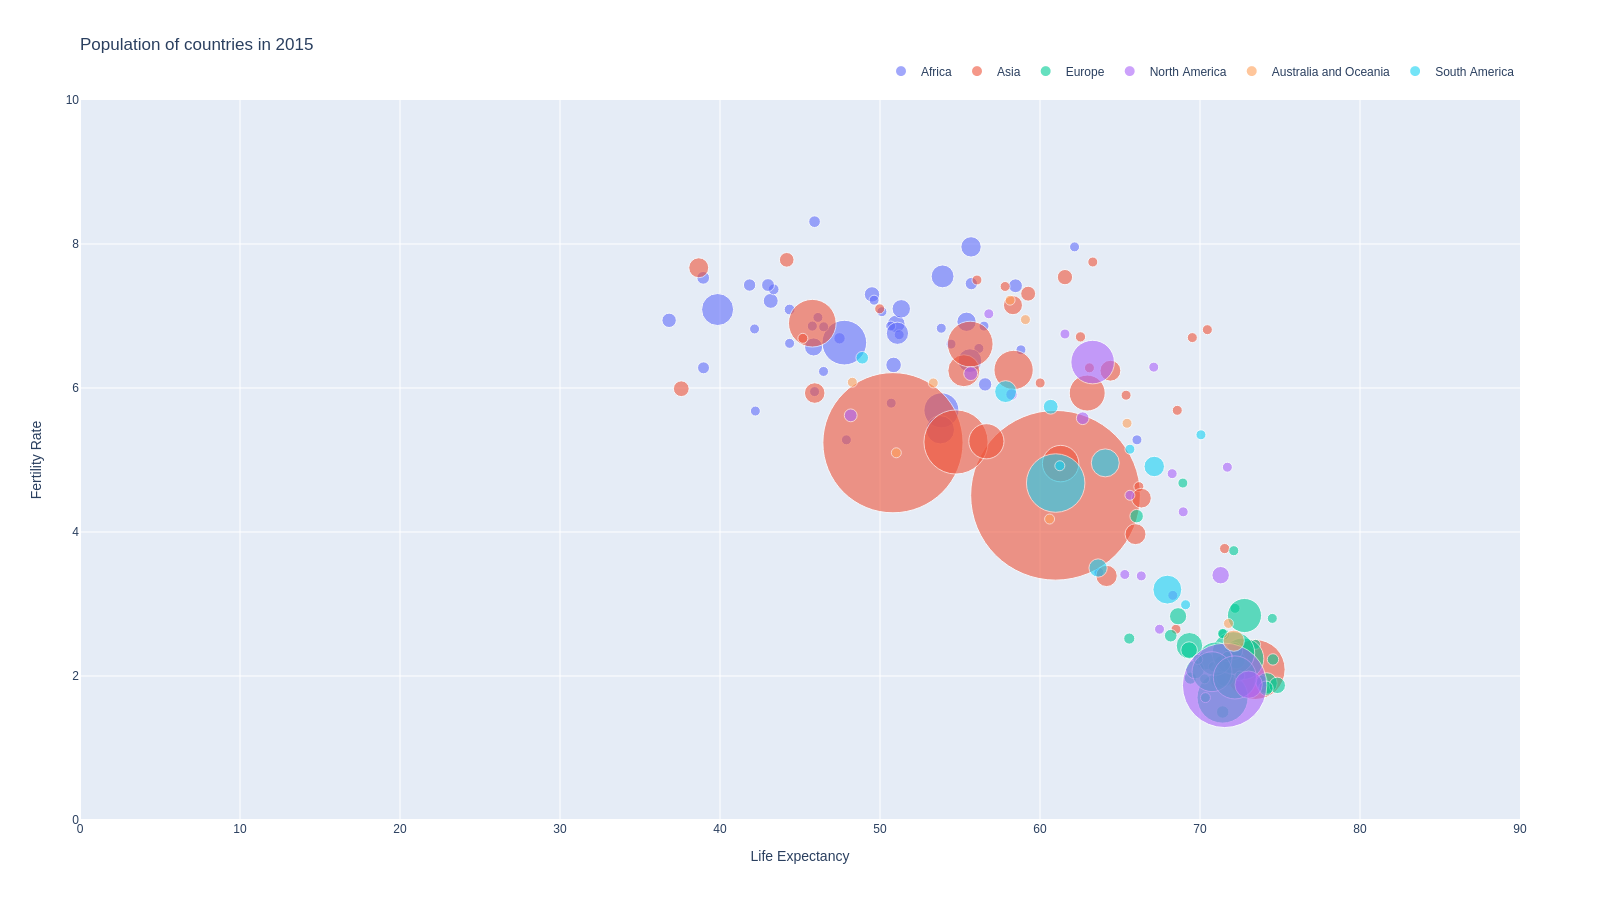 Population of countries in 2015
Africa Asia Europe North America Australia and Oceania South America
10
8
6
4
2
0
Fertility Rate
0 10 20 30 40 50 60 70 80 90
Life Expectancy